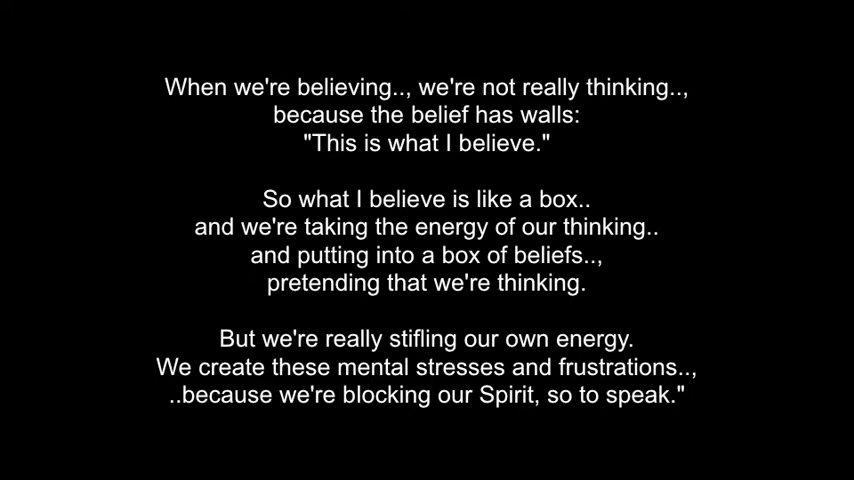 When we're believing.., we're not really thinking..,
because the belief has walls:
"This is what I believe."
So what I believe is like a box..
and we're taking the energy of our thinking..
and putting into a box of beliefs..,
pretending that we're thinking.
But we're really stifling our own energy.
We create these mental stresses and frustrations..,
..because we're blocking our Spirit, so to speak."